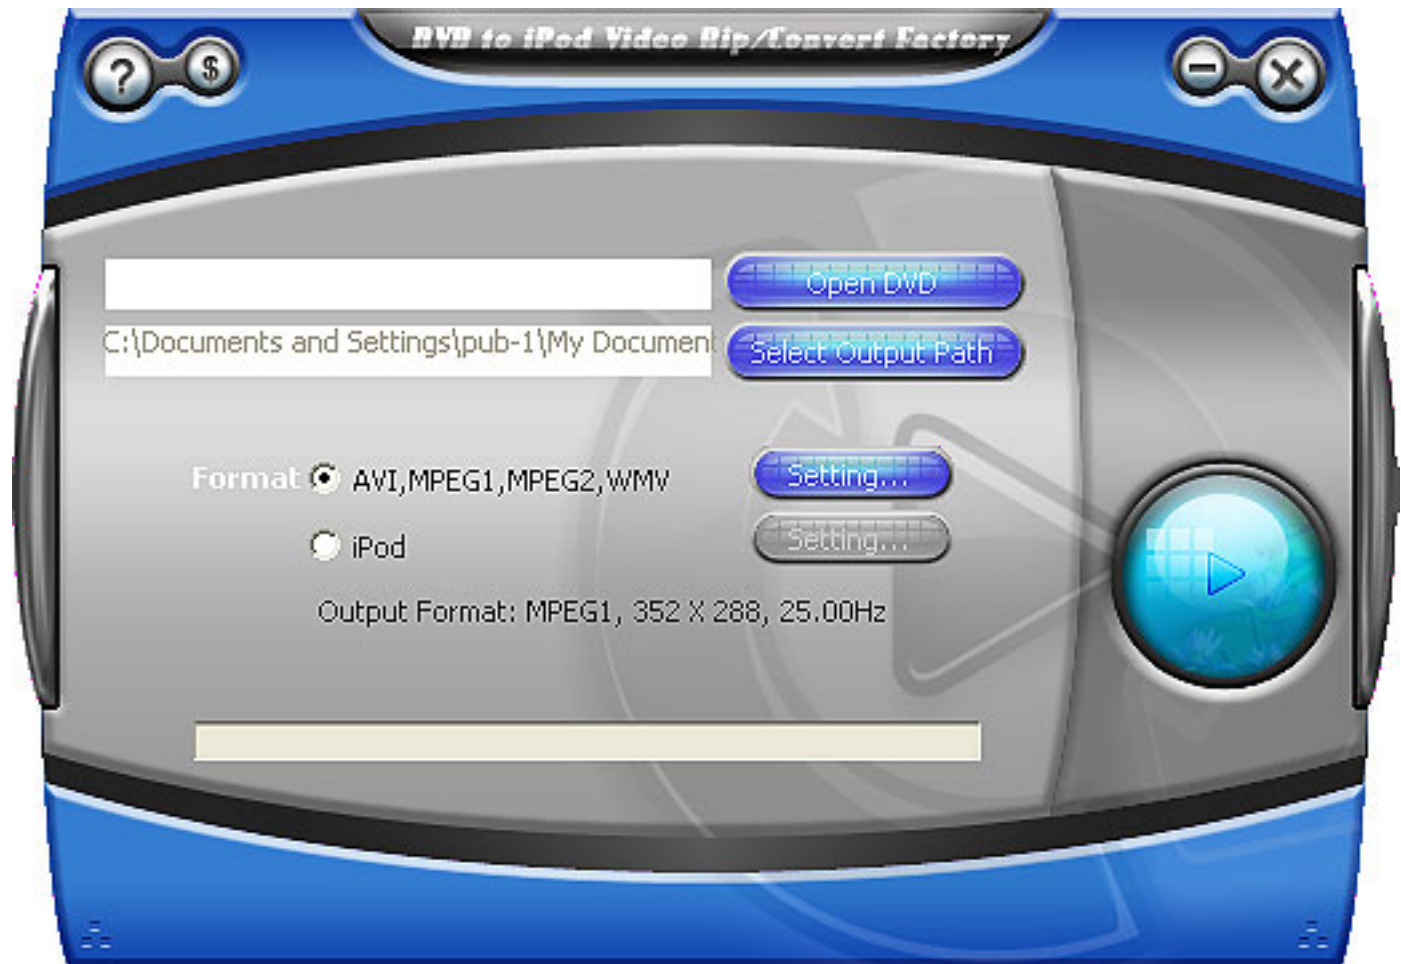 DVD to iPod Video Rip/Convert Factory
? $
Open DVD
C:\Documents and Settings\pub-1\My Document
Select Output Path
Format AVI,MPEG1,MPEG2,WMV Setting...
iPod Setting...
Output Format: MPEG1, 352 X 288, 25.00Hz